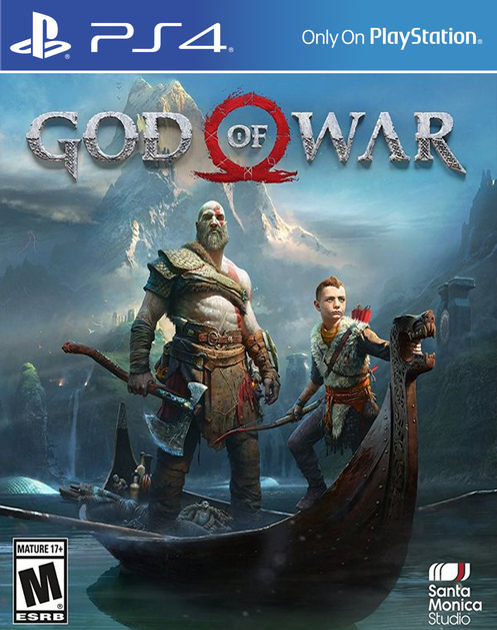 PS4
Only On PlayStation
GOD OF WAR
MATURE 17+
M
ESRB
Santa
Monica
Studio